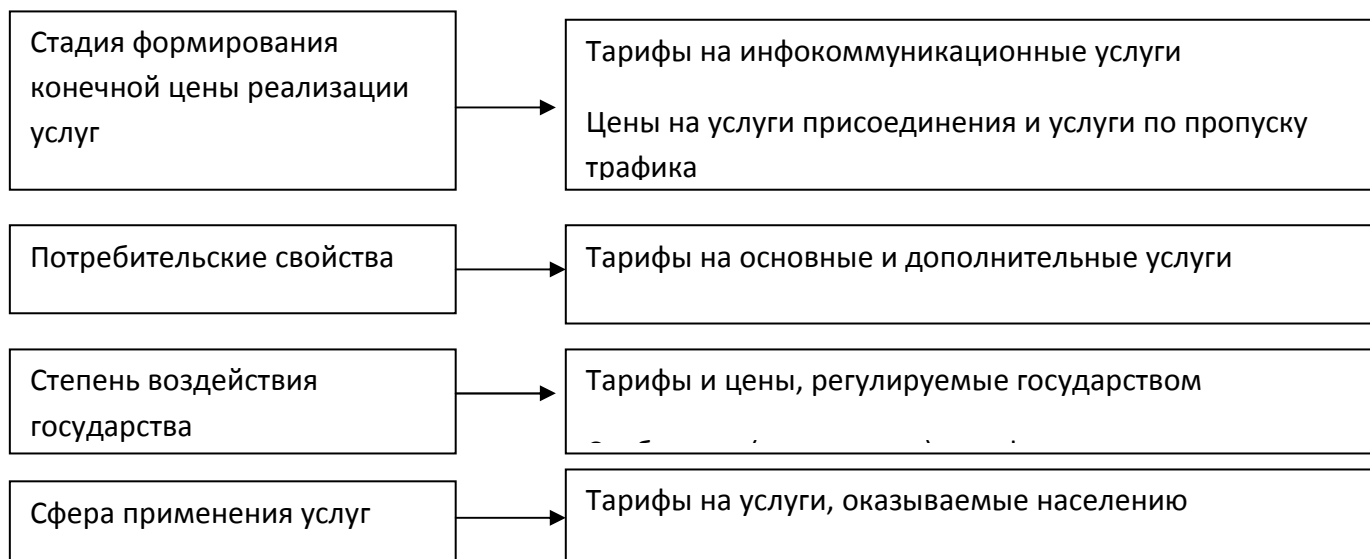 Стадия формирования
конечной цены реализации
услуг
Тарифы на инфокоммуникационные услуги
Цены на услуги присоединения и услуги по пропуску
трафика
Потребительские свойства
Тарифы на основные и дополнительные услуги
Степень воздействия
государства
Тарифы и цены, регулируемые государством
Сфера применения услуг
Тарифы на услуги, оказываемые населению